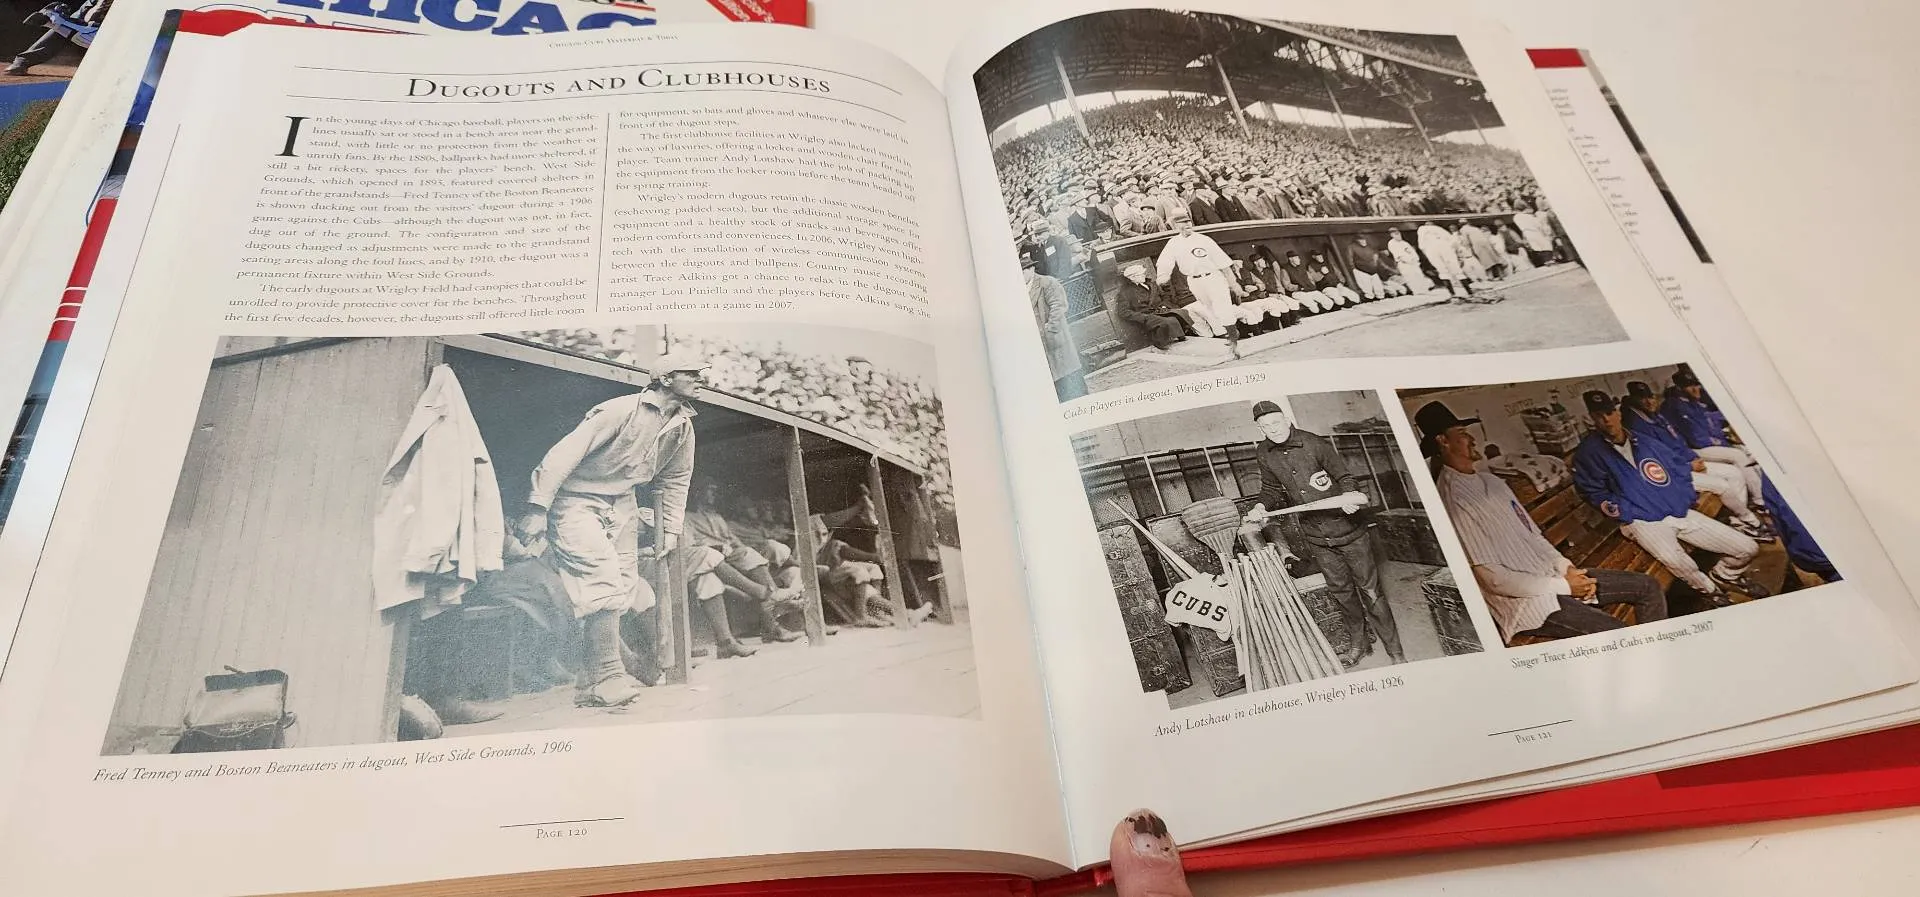 CHICAG
CHICAGO CUBS YESTERDAY & TODAY
DUGOUTS AND CLUBHOUSES
In the young days of Chicago baseball, players on the side-
lines usually sat or stood in a bench area near the grand-
stand, with little or no protection from the weather or
unruly fans. By the 1880s, ballparks had more sheltered, if
still a bit rickety, spaces for the players' bench. West Side
Grounds, which opened in 1893, featured covered shelters in
front of the grandstands—Fred Tenney of the Boston Beaneaters
is shown ducking out from the visitors' dugout during a 1906
game against the Cubs—although the dugout was not, in fact,
dug out of the ground. The configuration and size of the
dugouts changed as adjustments were made to the grandstand
seating areas along the foul lines, and by 1910, the dugout was a
permanent fixture within West Side Grounds.
The early dugouts at Wrigley Field had canopies that could be
unrolled to provide protective cover for the benches. Throughout
the first few decades, however, the dugouts still offered little room
for equipment, so bats and gloves and whatever else were laid in
front of the dugout steps.
The first clubhouse facilities at Wrigley also lacked much in
the way of luxuries, offering a locker and wooden chair for each
player. Team trainer Andy Lotshaw had the job of packing up
the equipment from the locker room before the team headed off
for spring training.
Wrigley's modern dugouts retain the classic wooden benches
(eschewing padded seats), but the additional storage space for
equipment and a healthy stock of snacks and beverages offer
modern comforts and conveniences. In 2006, Wrigley went high-
tech with the installation of wireless communication systems
between the dugouts and bullpens. Country music recording
artist Trace Adkins got a chance to relax in the dugout with
manager Lou Piniella and the players before Adkins sang the
national anthem at a game in 2007.
Fred Tenney and Boston Beaneaters in dugout, West Side Grounds, 1906
PAGE 120
Cubs players in dugout, Wrigley Field, 1929
CUBS
Andy Lotshaw in clubhouse, Wrigley Field, 1926
Singer Trace Adkins and Cubs in dugout, 2007
PAGE 121